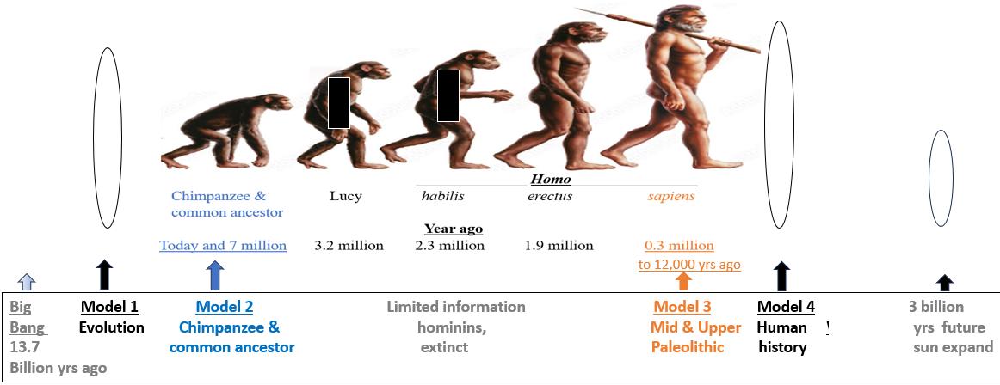 Homo
Chimpanzee & common ancestor
Lucy
habilis
erectus
sapiens
Year ago
Today and 7 million
3.2 million
2.3 million
1.9 million
0.3 million
to 12,000 yrs ago
Big
Bang
13.7
Billion yrs ago
Model 1
Evolution
Model 2
Chimpanzee &
common ancestor
Limited information
hominins,
extinct
Model 3
Mid & Upper
Paleolithic
Model 4
Human
history
3 billion
yrs future
sun expand